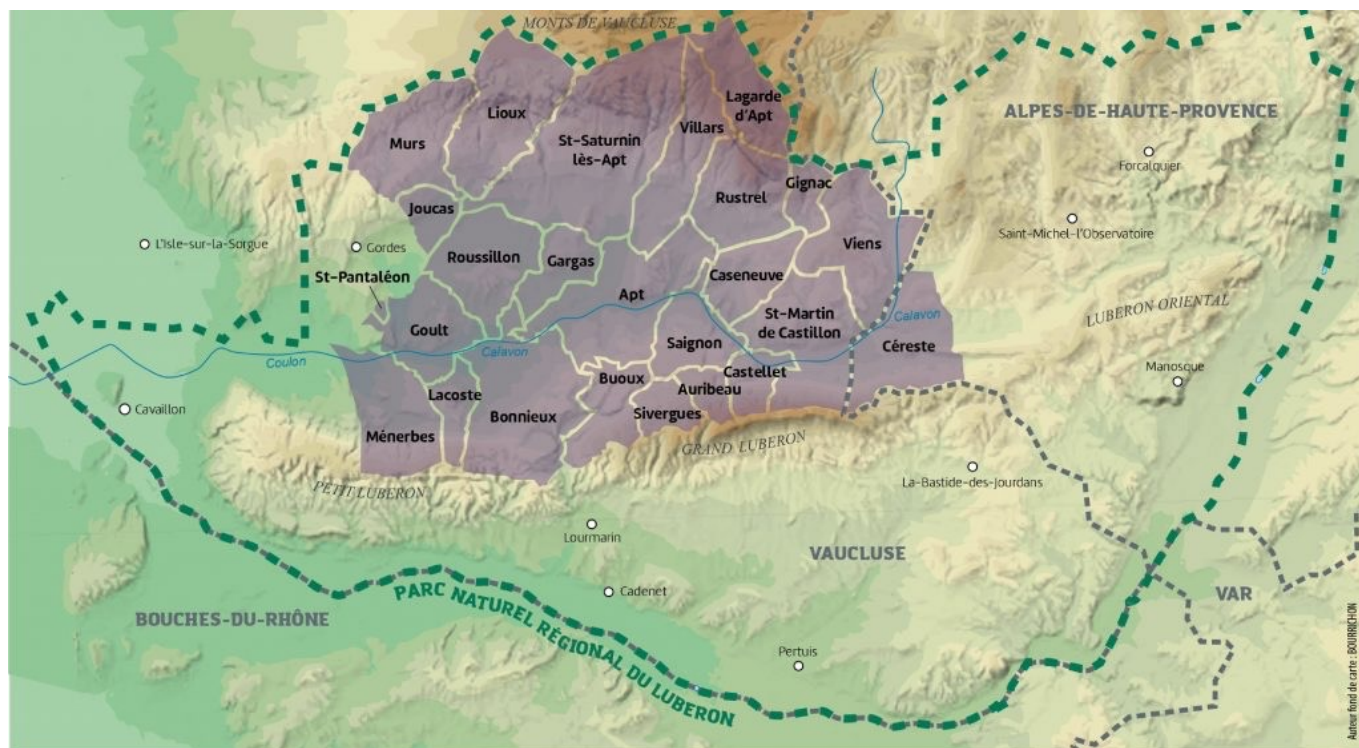 MONTS DE VAUCLUSE
Lagarde
d'Apt
ALPES-DE-HAUTE-PROVENCE
Lioux
Villars
St-Saturnin
lès-Apt
Murs
Forcalquier
Gignac
Rustrel
Joucas
Saint-Michel-l'Observatoire
L'Isle-sur-la-Sorgue
Gordes
Viens
Roussillon
Gargas
St-Pantaléon
Caseneuve
Apt
LUBERON ORIENTAL
St-Martin
de Castillon
Calavon
Goult
Saignon
Céreste
Calavon
Coulon
Manosque
Castellet
Buoux
Auribeau
Lacoste
Cavaillon
Bonnieux
Sivergues
Ménerbes
GRAND LUBERON
PETIT LUBERON
La-Bastide-des-Jourdans
Lourmarin
VAUCLUSE
Cadenet
VAR
BOUCHES-DU-RHÔNE
PARC NATUREL RÉGIONAL DU LUBERON
Pertuis
Auteur fond de carte : BOURRICHON